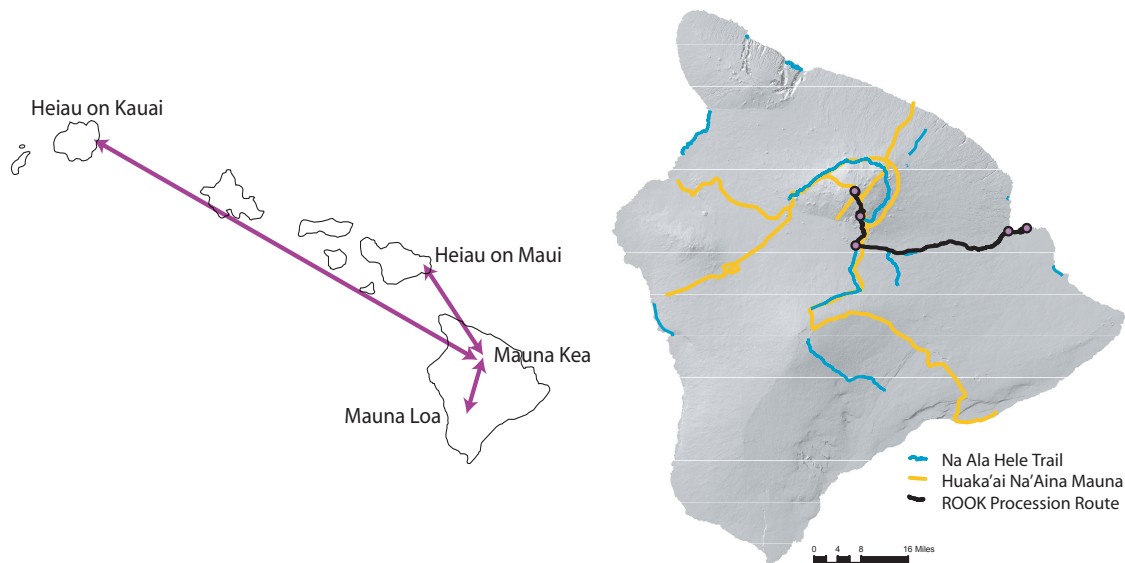 Heiau on Kauai
Heiau on Maui
Mauna Kea
Mauna Loa
Na Ala Hele Trail
Huaka'ai Na'Aina Mauna
ROOK Procession Route
0 4 8 16 Miles